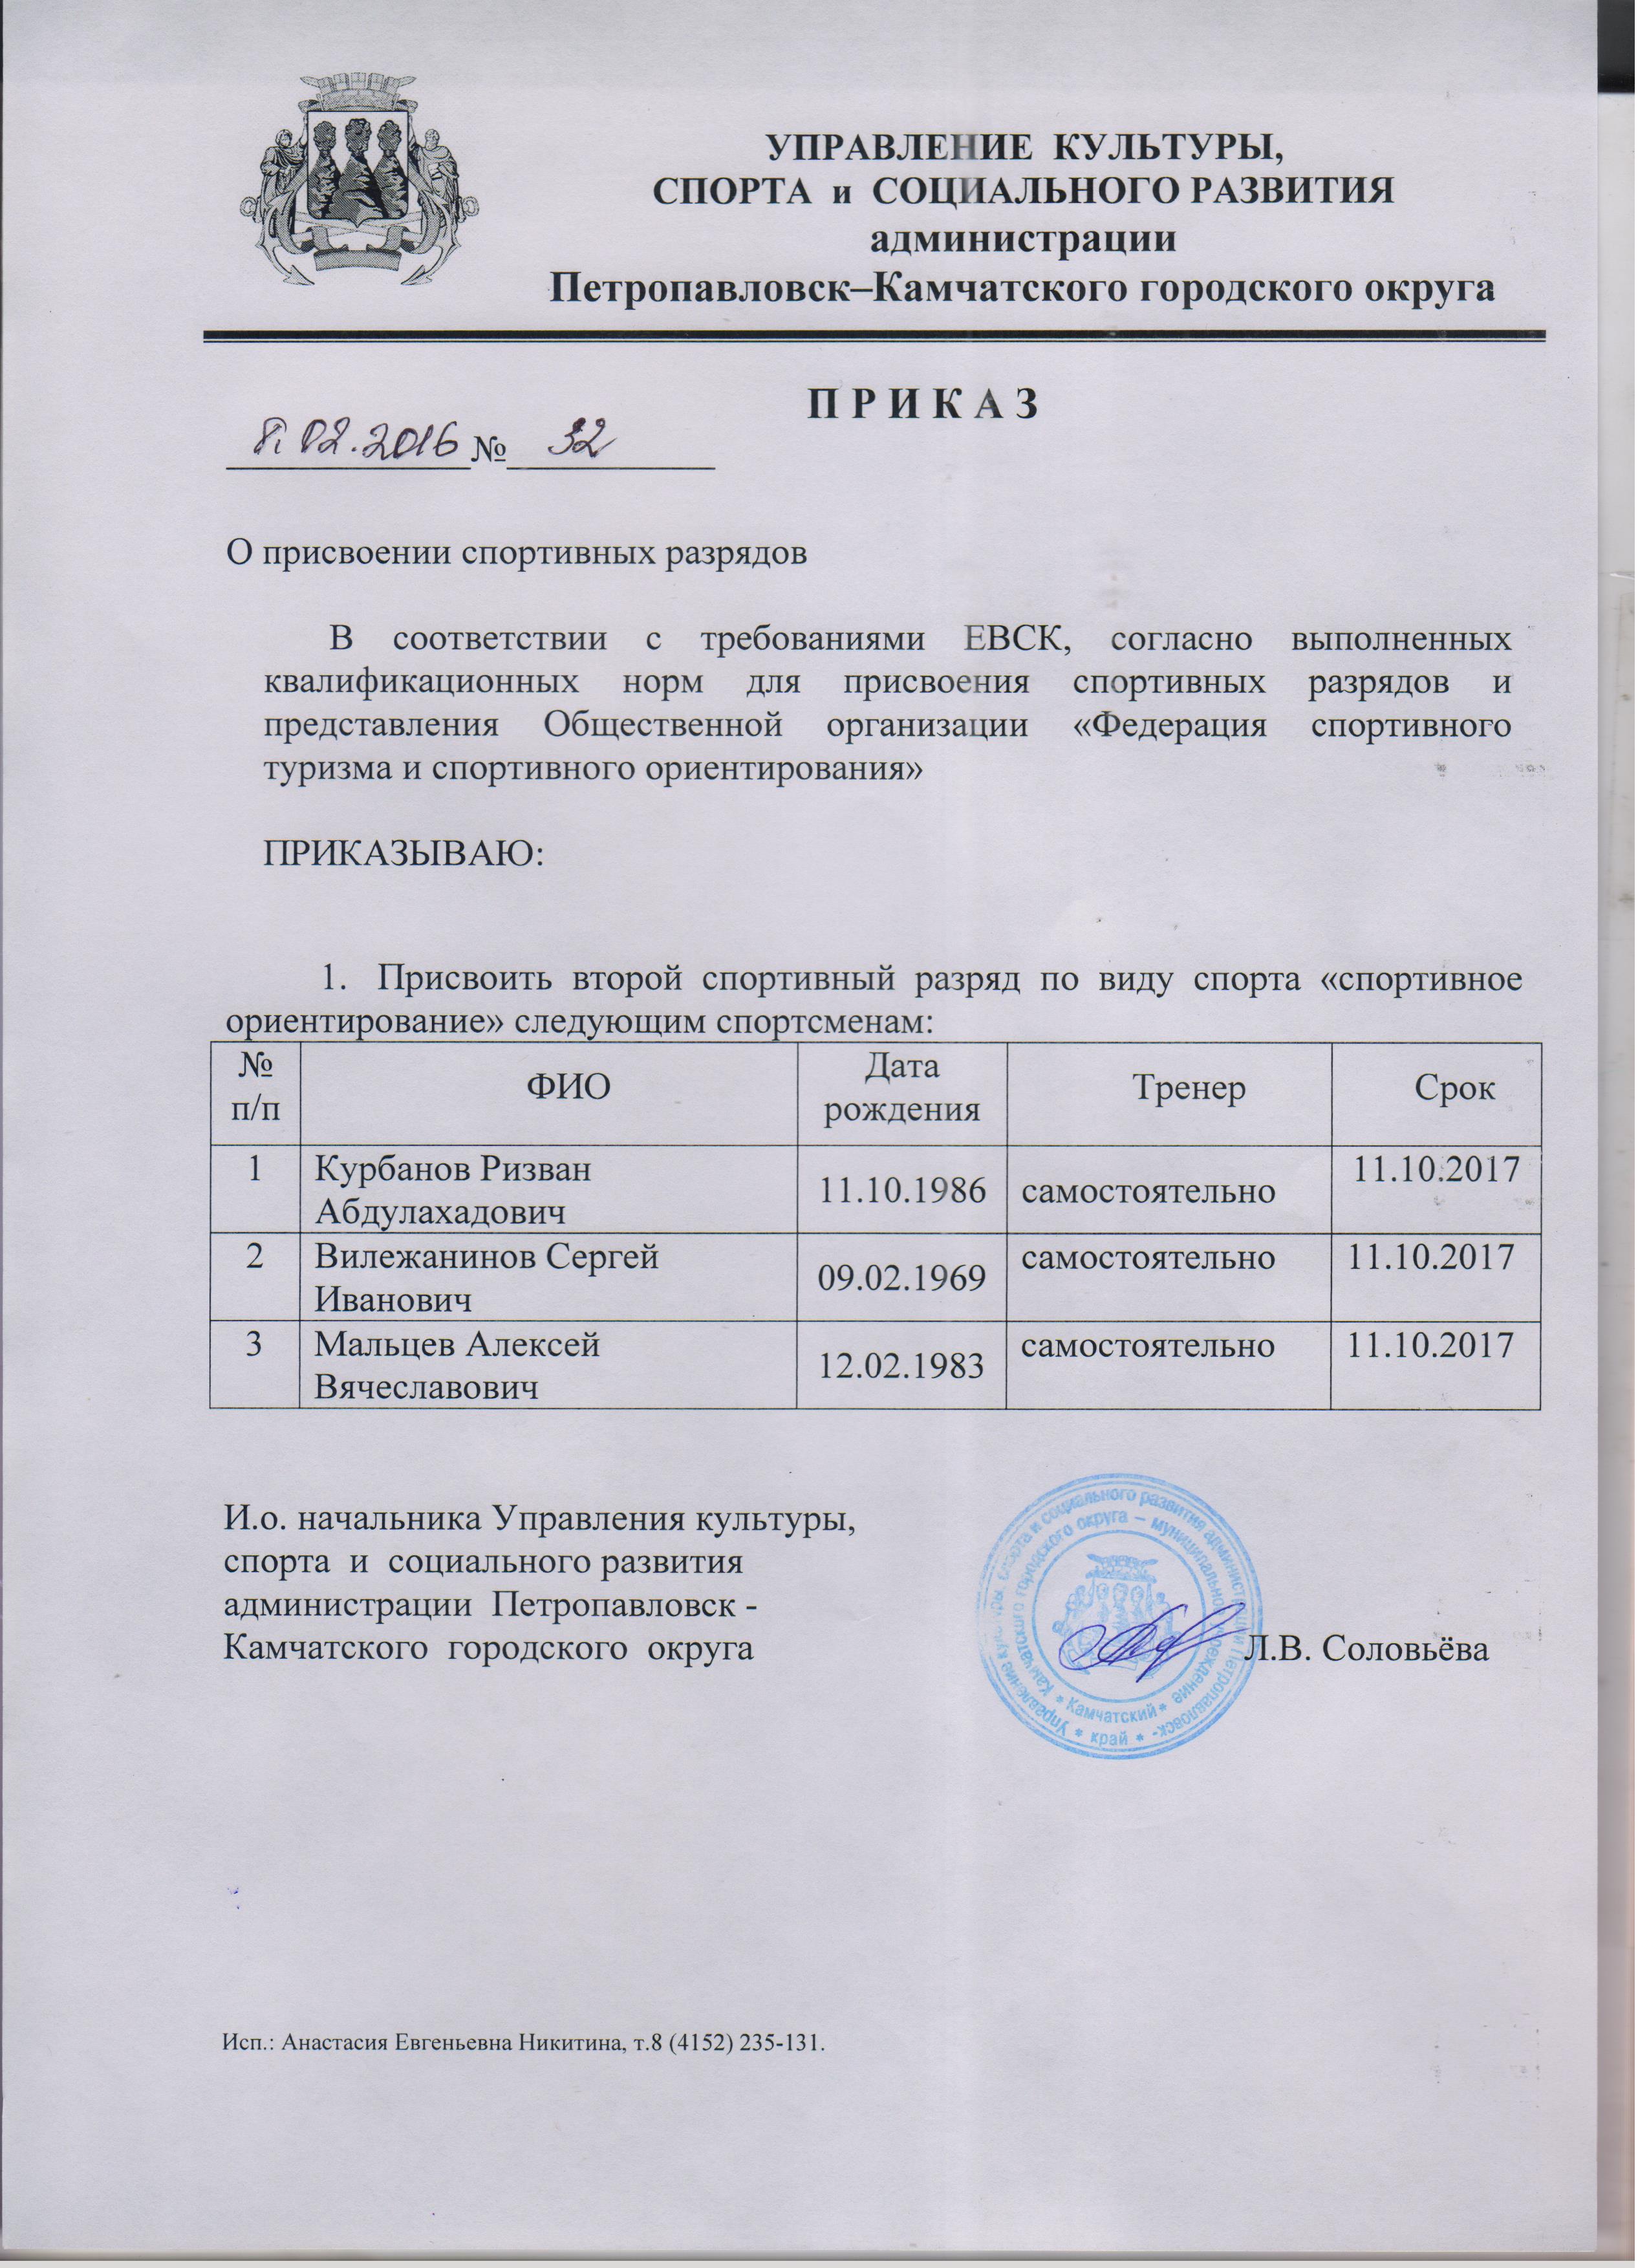 УПРАВЛЕНИЕ КУЛЬТУРЫ,
СПОРТА и СОЦИАЛЬНОГО РАЗВИТИЯ
администрации
Петропавловск–Камчатского городского округа
П Р И К А З
02.2016 № 32
О присвоении спортивных разрядов
В соответствии с требованиями ЕВСК, согласно выполненных
квалификационных норм для присвоения спортивных разрядов и
представления Общественной организации «Федерация спортивного
туризма и спортивного ориентирования»
ПРИКАЗЫВАЮ:
1. Присвоить второй спортивный разряд по виду спорта «спортивное
ориентирование» следующим спортсменам:
№ п/п ФИО Дата рождения Тренер Срок
1 Курбанов Ризван Абдулахадович 11.10.1986 самостоятельно 11.10.2017
2 Вилежанинов Сергей Иванович 09.02.1969 самостоятельно 11.10.2017
3 Мальцев Алексей Вячеславович 12.02.1983 самостоятельно 11.10.2017
И.о. начальника Управления культуры,
спорта и социального развития
администрации Петропавловск -
Камчатского городского округа Л.В. Соловьёва
* Управление культуры, спорта и социального развития администрации Петропавловск- *
Камчатского городского округа – муниципальное учреждение
* Камчатский *
край
Исп.: Анастасия Евгеньевна Никитина, т.8 (4152) 235-131.